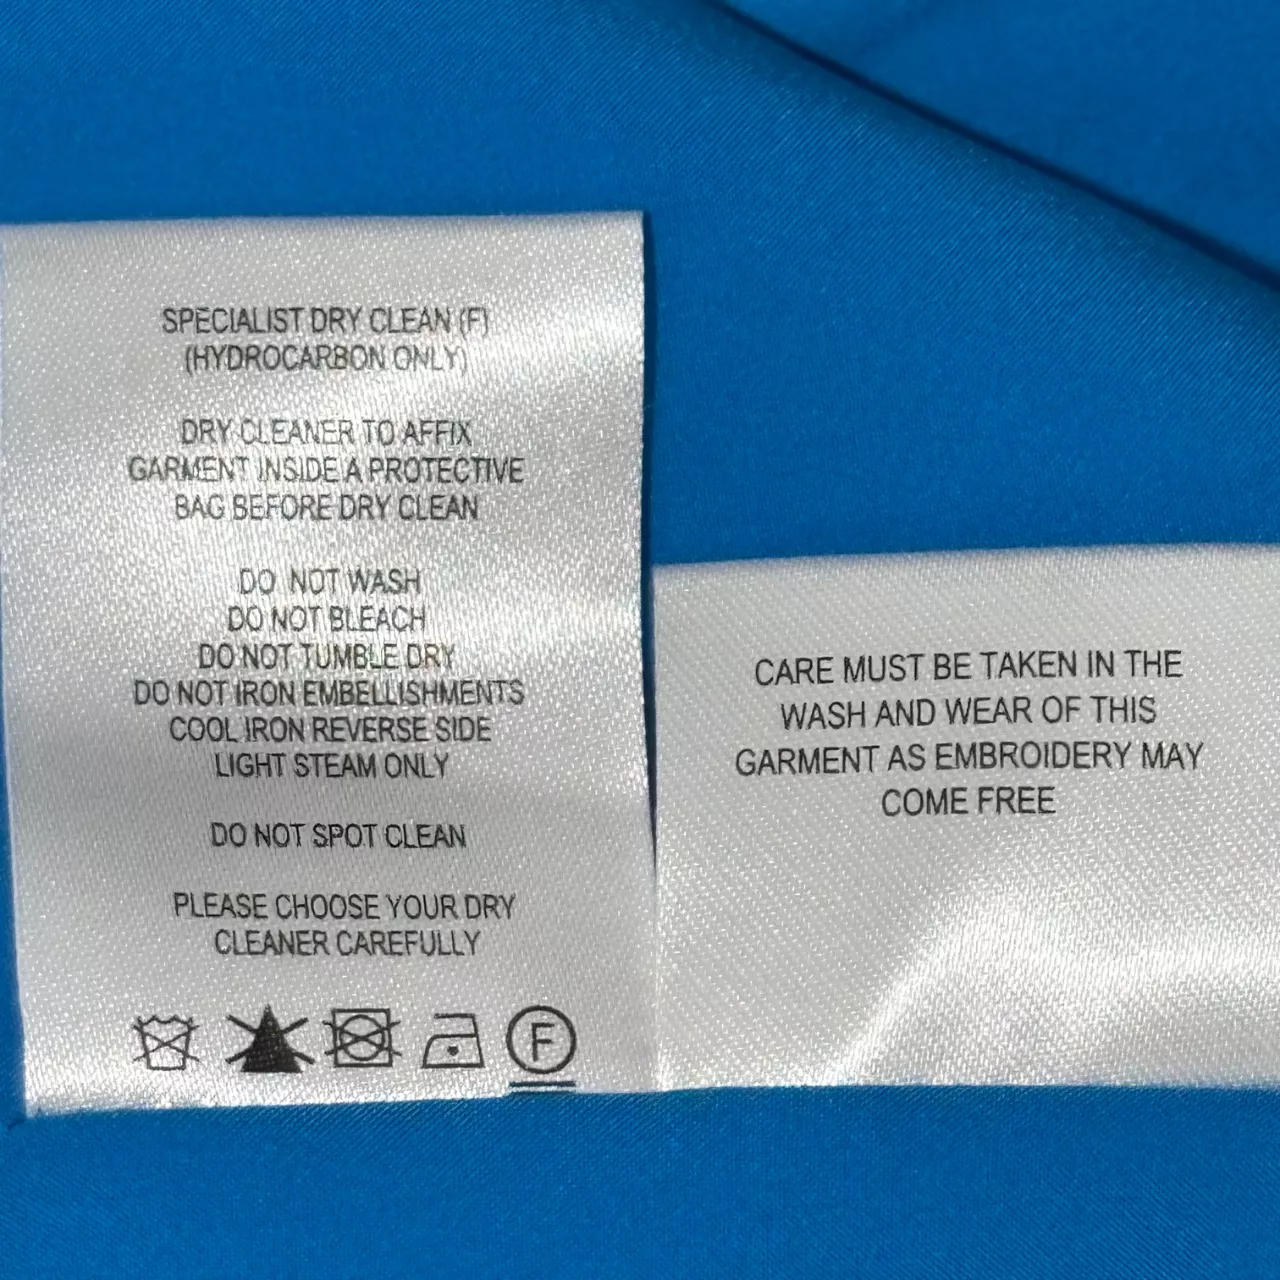 SPECIALIST DRY CLEAN (F)
(HYDROCARBON ONLY)
DRY CLEANER TO AFFIX
GARMENT INSIDE A PROTECTIVE
BAG BEFORE DRY CLEAN
DO NOT WASH
DO NOT BLEACH
DO NOT TUMBLE DRY
DO NOT IRON EMBELLISHMENTS
COOL IRON REVERSE SIDE
LIGHT STEAM ONLY
DO NOT SPOT CLEAN
PLEASE CHOOSE YOUR DRY
CLEANER CAREFULLY
F
CARE MUST BE TAKEN IN THE
WASH AND WEAR OF THIS
GARMENT AS EMBROIDERY MAY
COME FREE